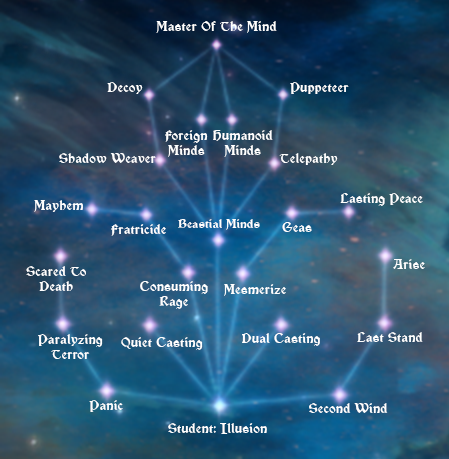 Master Of The Mind
Decoy
Puppeteer
Foreign
Minds
Humanoid
Minds
Shadow Weaver
Telepathy
Mayhem
Fratricide
Beastial Minds
Geas
Lasting Peace
Scared To
Death
Consuming
Rage
Mesmerize
Arise
Paralyzing
Terror
Quiet Casting
Dual Casting
Last Stand
Panic
Second Wind
Student: Illusion